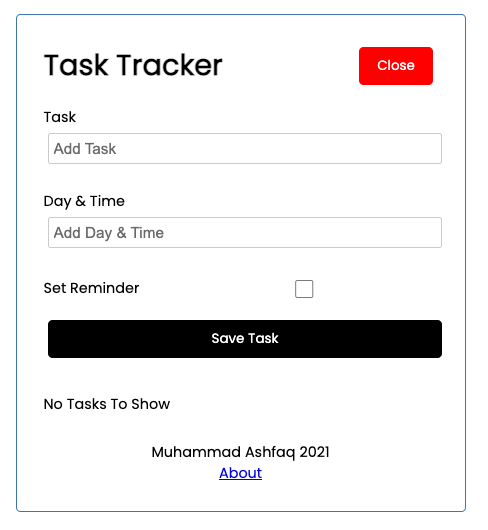 Task Tracker
Close
Task
Add Task
Day & Time
Add Day & Time
Set Reminder
Save Task
No Tasks To Show
Muhammad Ashfaq 2021
About